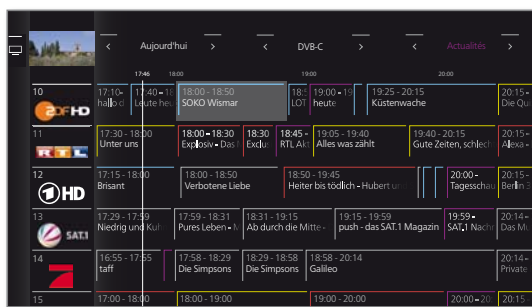 < Aujourd'hui > < DVB-C > < Actualités >
17:46 18:00 19:00 20:00
10 17:10- 17:40 - 18 18:00 - 18:50 18: 19:00 - 19 19:25 - 20:15 20:15-
ZDF HD hallo d Leute heu SOKO Wismar LOT heute Küstenwache Die Qu
11 17:30 - 18:00 18:00 - 18:30 18:30 18:45 - 19:05 - 19:40 19:40 - 20:15 20:15 -
RTL Unter uns Explosiv - Das Exclus RTL Akt Alles was zählt Gute Zeiten, schlech Alexa -
12 17:15 - 18:00 18:00 - 18:50 18:50 - 19:45 20:00 - 20:15 -
1 HD Brisant Verbotene Liebe Heiter bis tödlich - Hubert un Tagesschau Berlin
13 17:29 - 17:59 17:59 - 18:31 18:31 - 19:15 19:15 - 19:59 19:59 - 20:14-
SAT.1 Niedrig und Kuh Pures Leben - M Ab durch die Mitte - push - das SAT.1 Magazin SAT.1 Nachr Das Mu
14 16:55 - 17:55 17:58 - 18:29 18:29 - 18:58 18:58 - 20:14 20:14-
7 taff Die Simpsons Die Simpsons Galileo Private
15 17:00 - 18:00 18:00 - 19:00 19:00 - 20:00 20:00 - 20 20:15 -